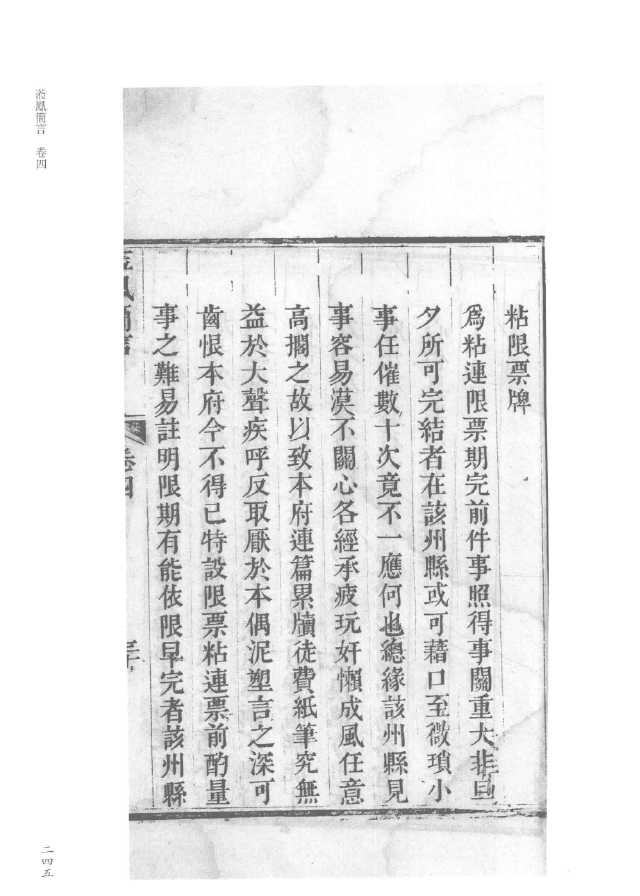 粘限票牌
爲粘連限票期完前件事照得事關重大非旦
夕所可完結者在該州縣或可藉口至微瑣小
事任催數十次竟不一應何也總緣該州縣見
事容易漠不關心各經承疲玩奸懶成風任意
高擱之故以致本府連篇累牘徒費紙筆究無
益於大聲疾呼反取厭於木偶泥塑言之深可
齒恨本府今不得已特設限票粘連票前酌量
事之難易註明限期有能依限早完者該州縣
卷四
卷四
二四五